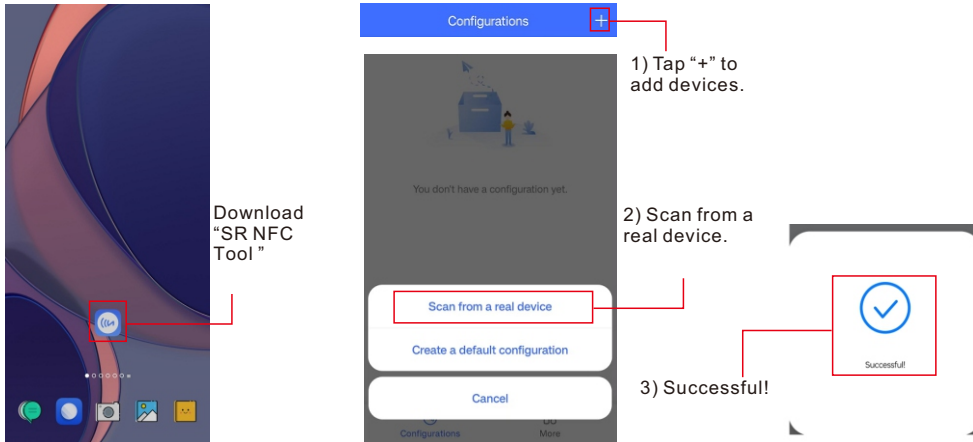 Download
“SR NFC
Tool ”
Configurations
+
1) Tap “+” to
add devices.
You don't have a configuration yet.
2) Scan from a
real device.
Scan from a real device
Create a default configuration
Cancel
Configurations
More
Successful!
3) Successful!